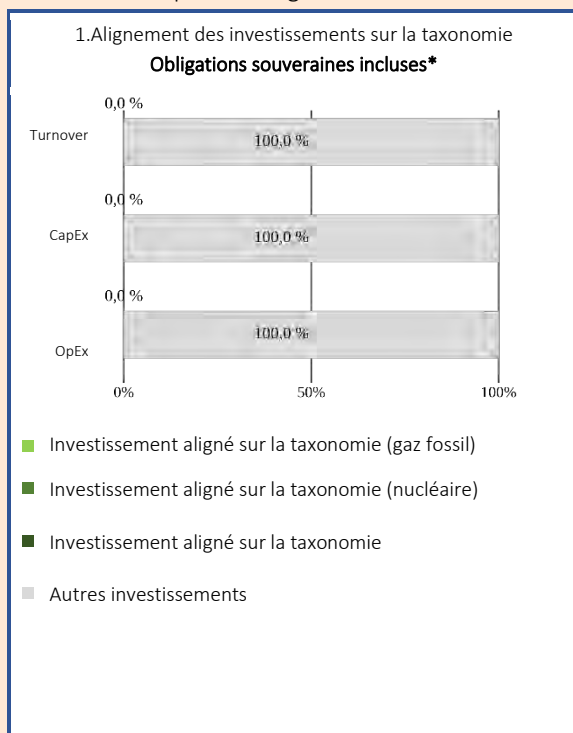 1.Alignement des investissements sur la taxonomie
Obligations souveraines incluses*
0,0 %
Turnover
100,0 %
0,0 %
CapEx
100,0 %
0,0 %
100,0 %
OpEx
0% 50% 100%
Investissement aligné sur la taxonomie (gaz fossil)
Investissement aligné sur la taxonomie (nucléaire)
Investissement aligné sur la taxonomie
Autres investissements